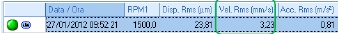 Data / Dia RPM1 Disp. Rms (µm) Vel. Rms (mm/s) Acc. Rms (m/s²)
27/01/2012 09:52:21 1500,0 23,81 3,23 0,81